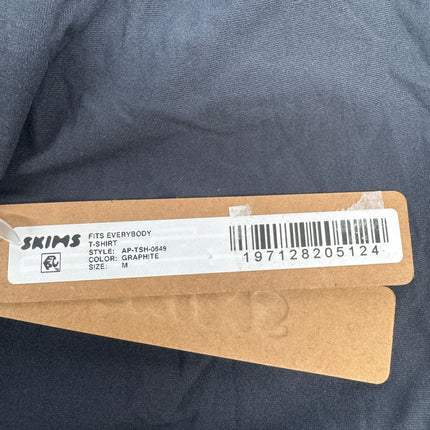 SKIMS
FITS EVERYBODY
T-SHIRT
STYLE: AP-TSH-0649
COLOR: GRAPHITE
SIZE: M
197128205124